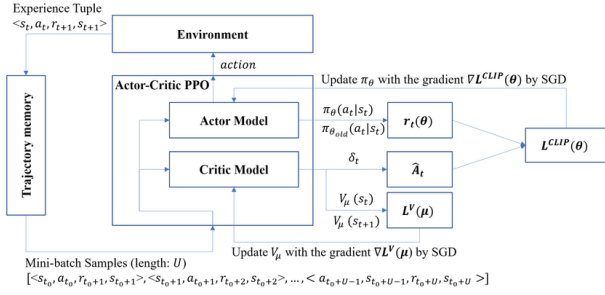 Experience Tuple
<s_t, a_t, r_{t+1}, s_{t+1}>
Environment
action
Actor-Critic PPO
Update π_θ with the gradient ∇L^{CLIP}(θ) by SGD
Trajectory memory
Actor Model
π_θ(a_t|s_t)
π_{θ_{old}}(a_t|s_t)
r_t(θ)
L^{CLIP}(θ)
Critic Model
δ_t
Â_t
V_μ(s_t)
V_μ(s_{t+1})
L^V(μ)
Update V_μ with the gradient ∇L^V(μ) by SGD
Mini-batch Samples (length: U)
[<s_{t_0}, a_{t_0}, r_{t_0+1}, s_{t_0+1}>, <s_{t_0+1}, a_{t_0+1}, r_{t_0+2}, s_{t_0+2}>, …, < a_{t_0+U−1}, s_{t_0+U−1}, r_{t_0+U}, s_{t_0+U} >]